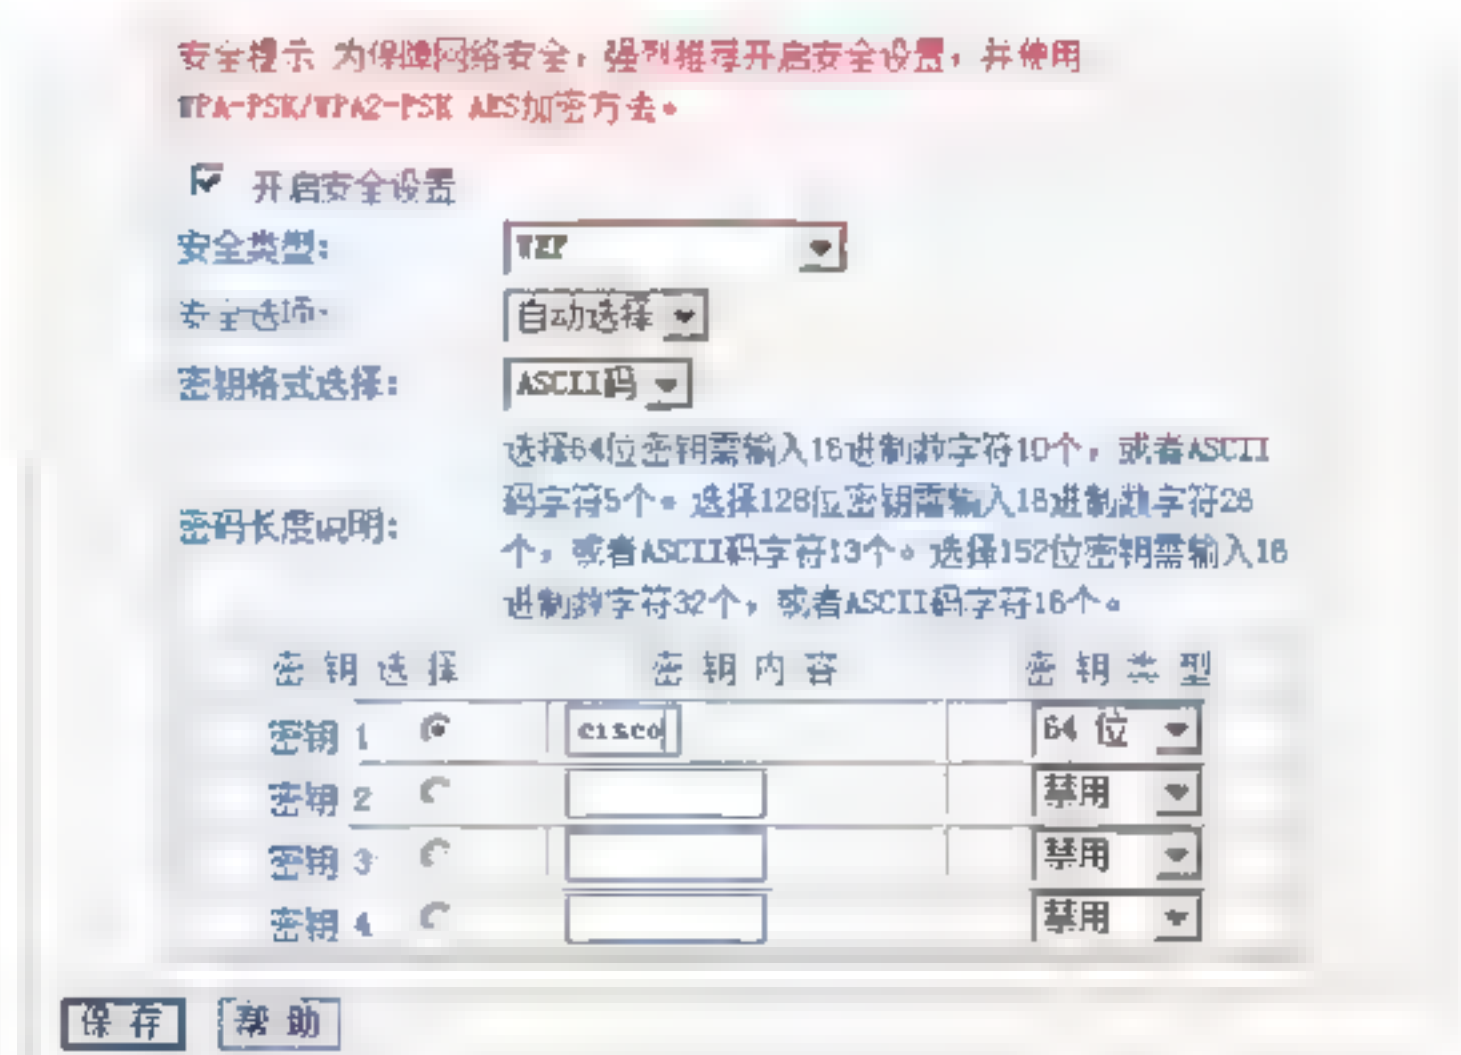 安全提示 为保障网络安全，强烈推荐开启安全设置，并使用
WPA-PSK/WPA2-PSK AES加密方法。
开启安全设置
安全类型： WEP
安全选项： 自动选择
密钥格式选择： ASCII码
密码长度说明： 选择64位密钥需输入16进制数字符10个，或者ASCII
码字符5个。选择128位密钥需输入16进制数字符26
个，或者ASCII码字符13个。选择152位密钥需输入16
进制数字符32个，或者ASCII码字符16个。
密钥选择 密钥内容 密钥类型
密钥 1 cisco 64 位
密钥 2 禁用
密钥 3 禁用
密钥 4 禁用
保存 帮助